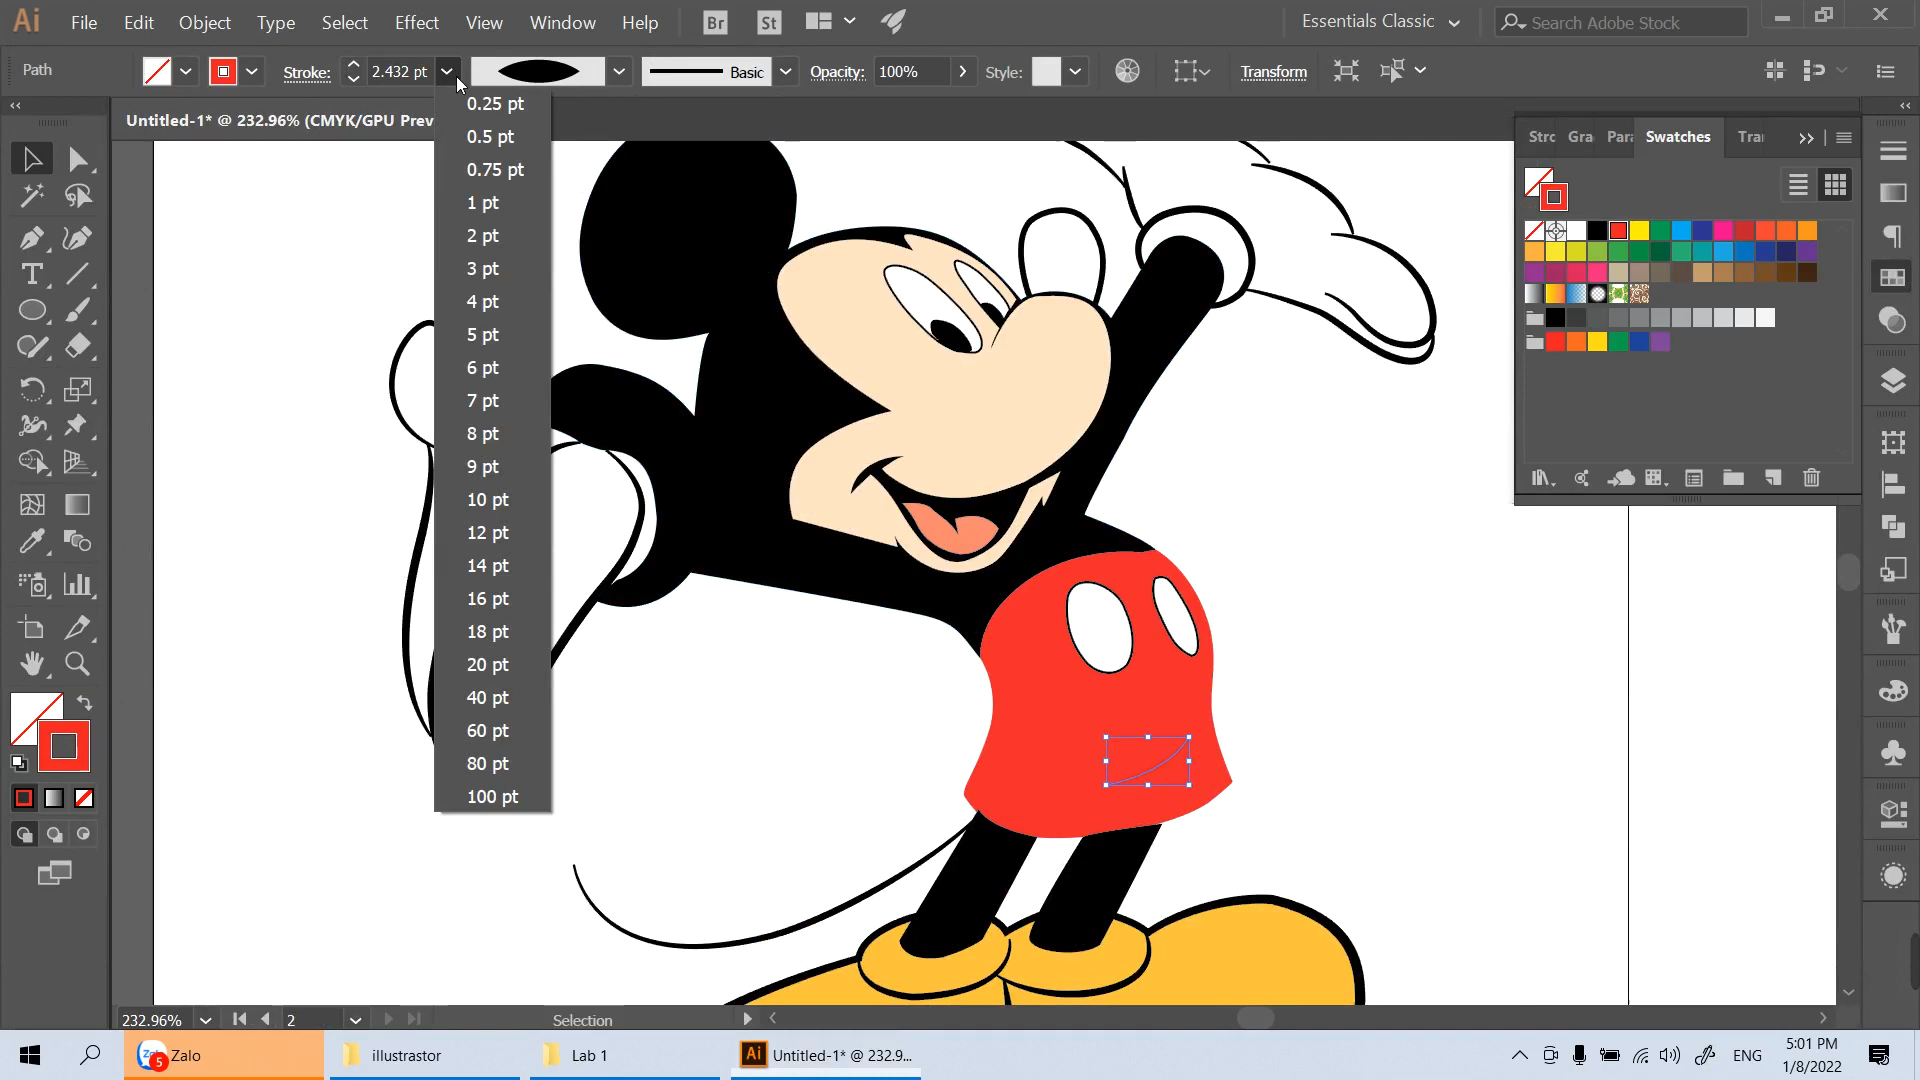 Ai File Edit Object Type Select Effect View Window Help Br St Essentials Classic Search Adobe Stock
Path Stroke: 2.432 pt Basic Opacity: 100% Style: Transform
Untitled-1* @ 232.96% (CMYK/GPU Prev
0.25 pt
0.5 pt
0.75 pt
1 pt
2 pt
3 pt
4 pt
5 pt
6 pt
7 pt
8 pt
9 pt
10 pt
12 pt
14 pt
16 pt
18 pt
20 pt
40 pt
60 pt
80 pt
100 pt
Strc Gra Para Swatches Tra
232.96% 2 Selection
5 Zalo illustrastor Lab 1 Ai Untitled-1* @ 232.9... ENG
5:01 PM
1/8/2022